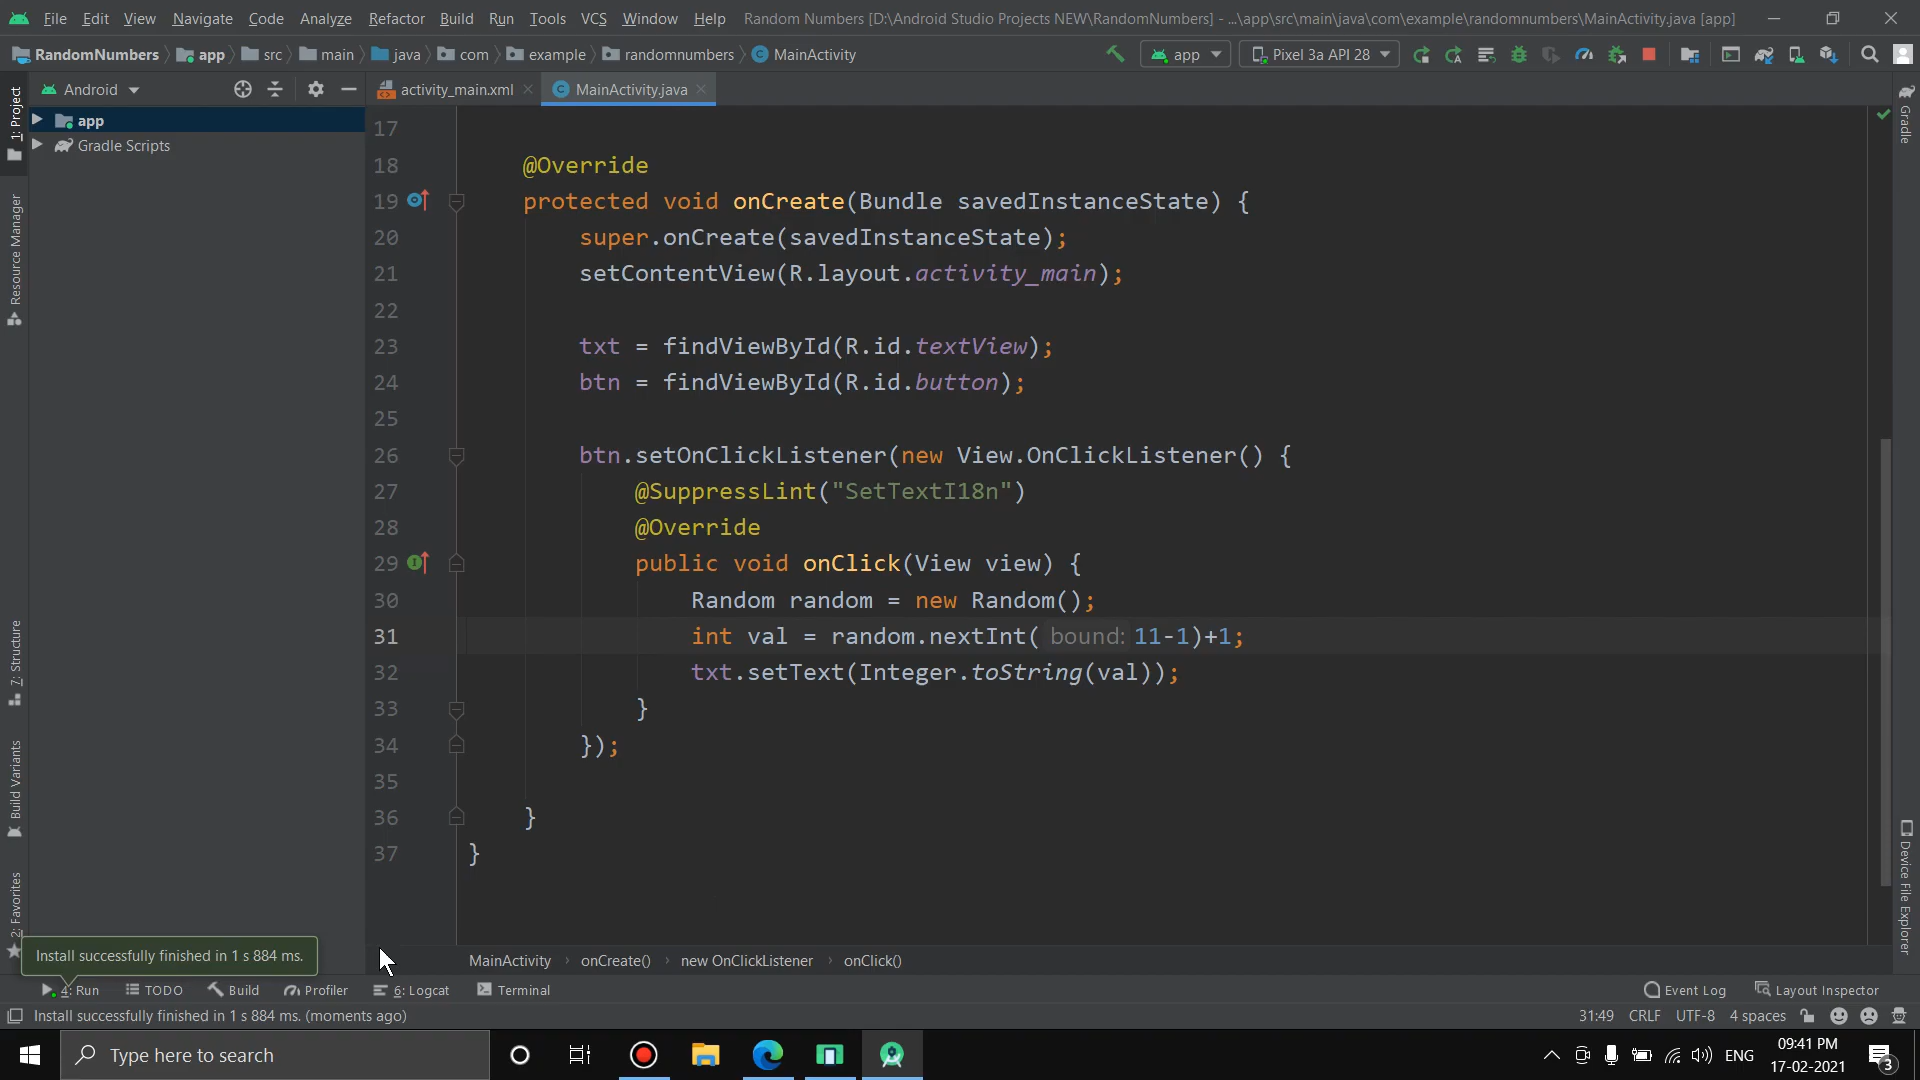 File Edit View Navigate Code Analyze Refactor Build Run Tools VCS Window Help Random Numbers [D:\Android Studio Projects NEW\RandomNumbers] - ...\app\src\main\java\com\example\randomnumbers\MainActivity.java [app]
RandomNumbers app src main java com example randomnumbers MainActivity app Pixel 3a API 28
Android activity_main.xml MainActivity.java
1: Project
app
Gradle Scripts
Resource Manager
7: Structure
Build Variants
2: Favorites
17
18 @Override
19 protected void onCreate(Bundle savedInstanceState) {
20 super.onCreate(savedInstanceState);
21 setContentView(R.layout.activity_main);
22
23 txt = findViewById(R.id.textView);
24 btn = findViewById(R.id.button);
25
26 btn.setOnClickListener(new View.OnClickListener() {
27 @SuppressLint("SetTextI18n")
28 @Override
29 public void onClick(View view) {
30 Random random = new Random();
31 int val = random.nextInt( bound: 11-1)+1;
32 txt.setText(Integer.toString(val));
33 }
34 });
35
36 }
37 }
Gradle
Device File Explorer
Install successfully finished in 1 s 884 ms.
MainActivity onCreate() new OnClickListener onClick()
4: Run TODO Build Profiler 6: Logcat Terminal Event Log Layout Inspector
Install successfully finished in 1 s 884 ms. (moments ago) 31:49 CRLF UTF-8 4 spaces
Type here to search ENG 09:41 PM
17-02-2021 3